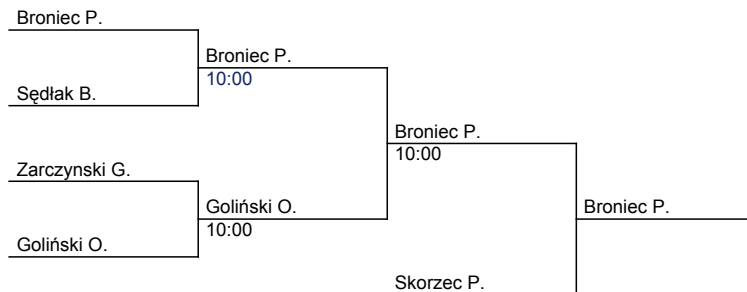 Broniec P.
Broniec P.
10:00
Sędłak B.
Broniec P.
10:00
Zarczynski G.
Goliński O.
10:00
Broniec P.
Goliński O.
Skorzec P.